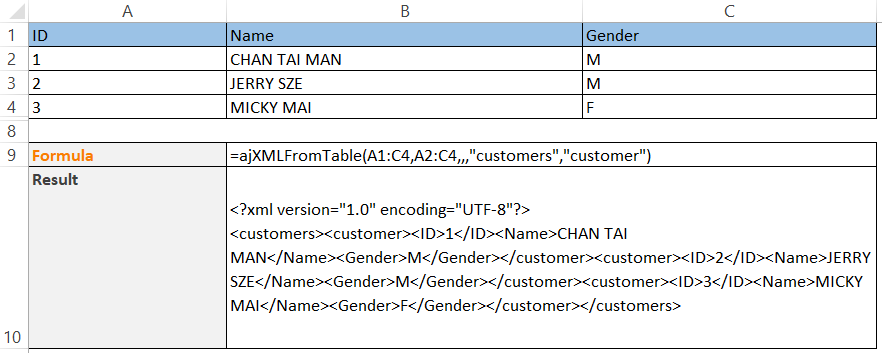 A B C
1 ID Name Gender
2 1 CHAN TAI MAN M
3 2 JERRY SZE M
4 3 MICKY MAI F
8
9 Formula =ajXMLFromTable(A1:C4,A2:C4,,,"customers","customer")
Result
<?xml version="1.0" encoding="UTF-8"?>
<customers><customer><ID>1</ID><Name>CHAN TAI
MAN</Name><Gender>M</Gender></customer><customer><ID>2</ID><Name>JERRY
SZE</Name><Gender>M</Gender></customer><customer><ID>3</ID><Name>MICKY
MAI</Name><Gender>F</Gender></customer></customers>
10